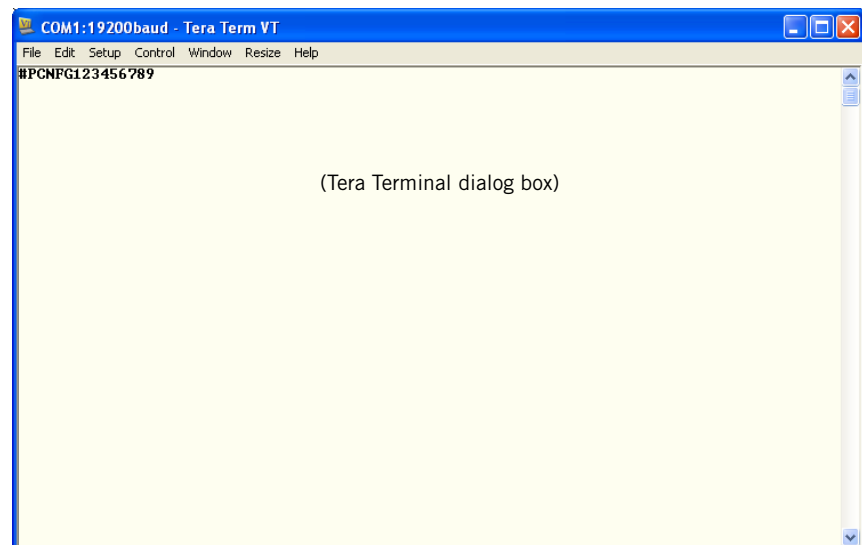 COM1:19200baud - Tera Term VT
File Edit Setup Control Window Resize Help
#PCNFG123456789
(Tera Terminal dialog box)